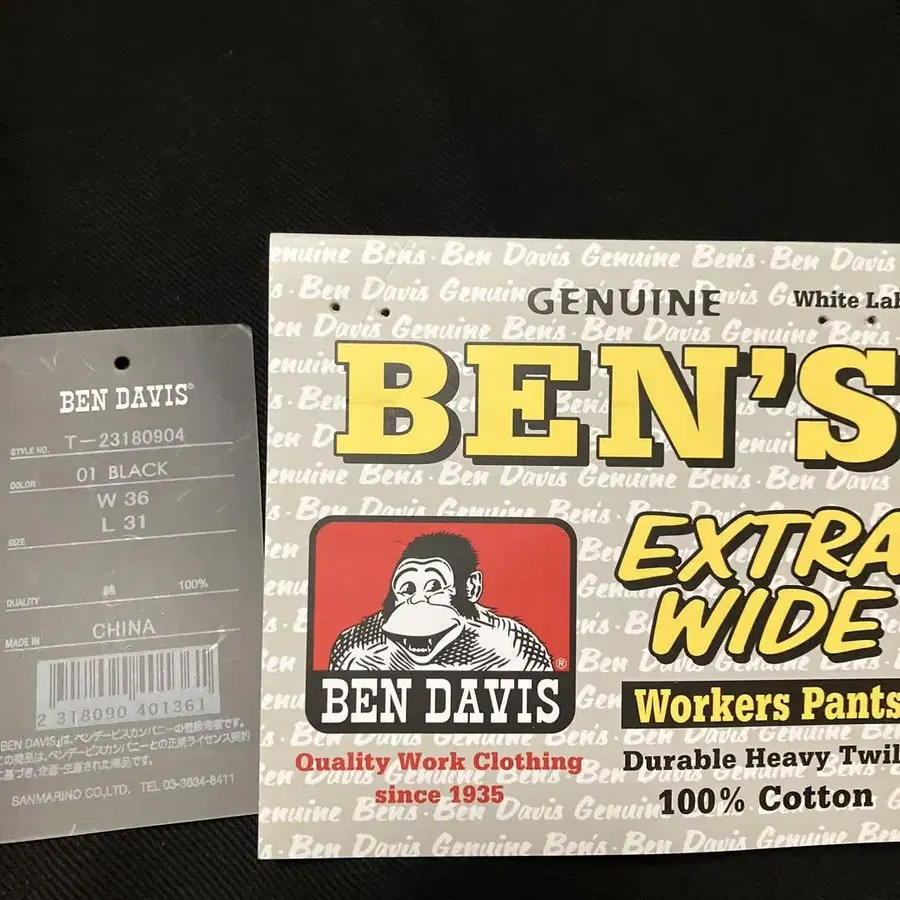 BEN DAVIS®
STYLE NO. T-23180904
COLOR 01 BLACK
W 36
L 31
SIZE
QUALITY 綿 100%
MADE IN CHINA
2 318090 401361
BEN DAVISは、ベンデービスカンパニーの登録商標です。
この商品は、ベンデービスカンパニーとの正規ライセンス契約
に基づき、企画・生産された商品です。
SANMARINO CO.,LTD. TEL 03-3634-6411
GENUINE
White Lab
BEN'S
EXTRA
WIDE
Workers Pants
Durable Heavy Twil
100% Cotton
BEN DAVIS
®
Quality Work Clothing
since 1935
Genuine Ben's · Ben Davis Genuine Ben's · Ben Davis